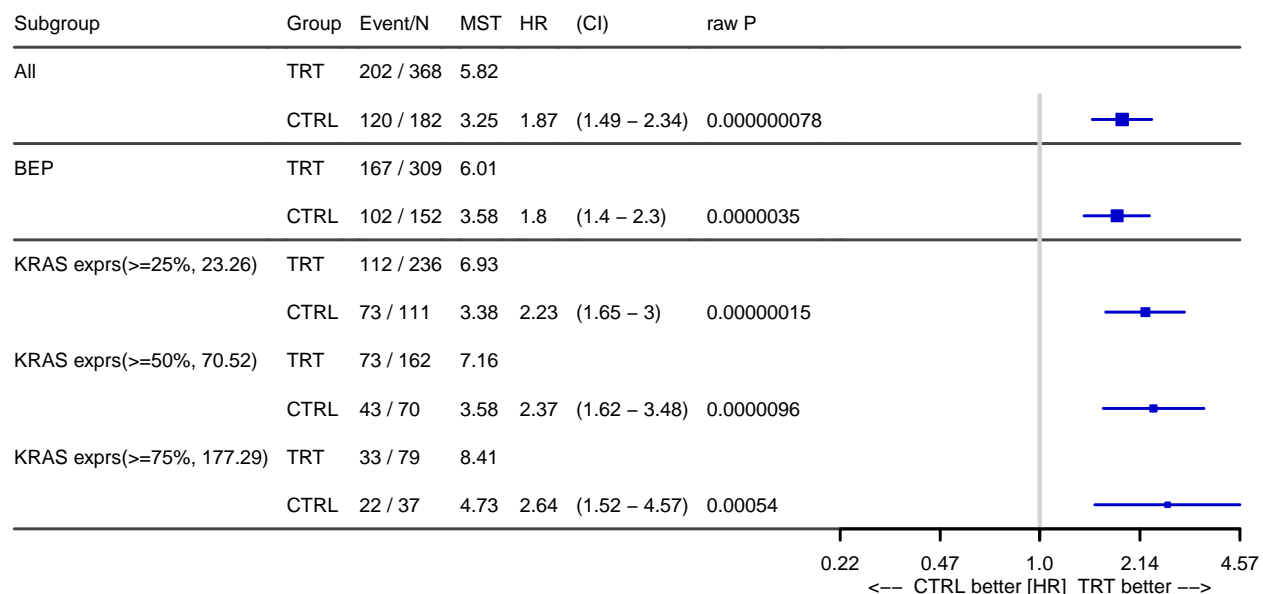 Subgroup Group Event/N MST HR (CI) raw P
All TRT 202 / 368 5.82
CTRL 120 / 182 3.25 1.87 (1.49 − 2.34) 0.000000078
BEP TRT 167 / 309 6.01
CTRL 102 / 152 3.58 1.8 (1.4 − 2.3) 0.0000035
KRAS exprs(>=25%, 23.26) TRT 112 / 236 6.93
CTRL 73 / 111 3.38 2.23 (1.65 − 3) 0.00000015
KRAS exprs(>=50%, 70.52) TRT 73 / 162 7.16
CTRL 43 / 70 3.58 2.37 (1.62 − 3.48) 0.0000096
KRAS exprs(>=75%, 177.29) TRT 33 / 79 8.41
CTRL 22 / 37 4.73 2.64 (1.52 − 4.57) 0.00054
0.22 0.47 1.0 2.14 4.57
<−− CTRL better [HR] TRT better −−>